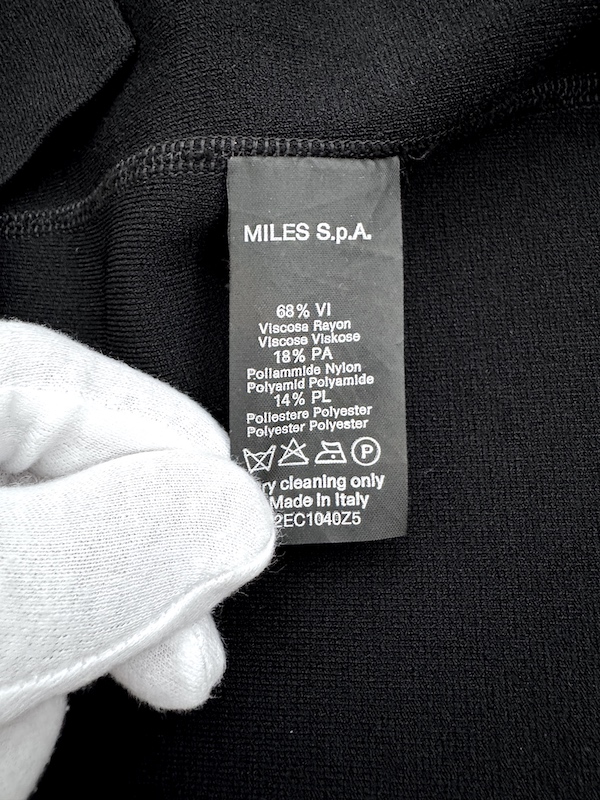 MILES S.p.A.
68% VI
Viscosa Rayon
Viscose Viskose
18% PA
Poliammide Nylon
Polyamid Polyamide
14% PL
Poliestere Polyester
Polyester Polyester
P
cleaning only
Made in Italy
2EC1040Z5